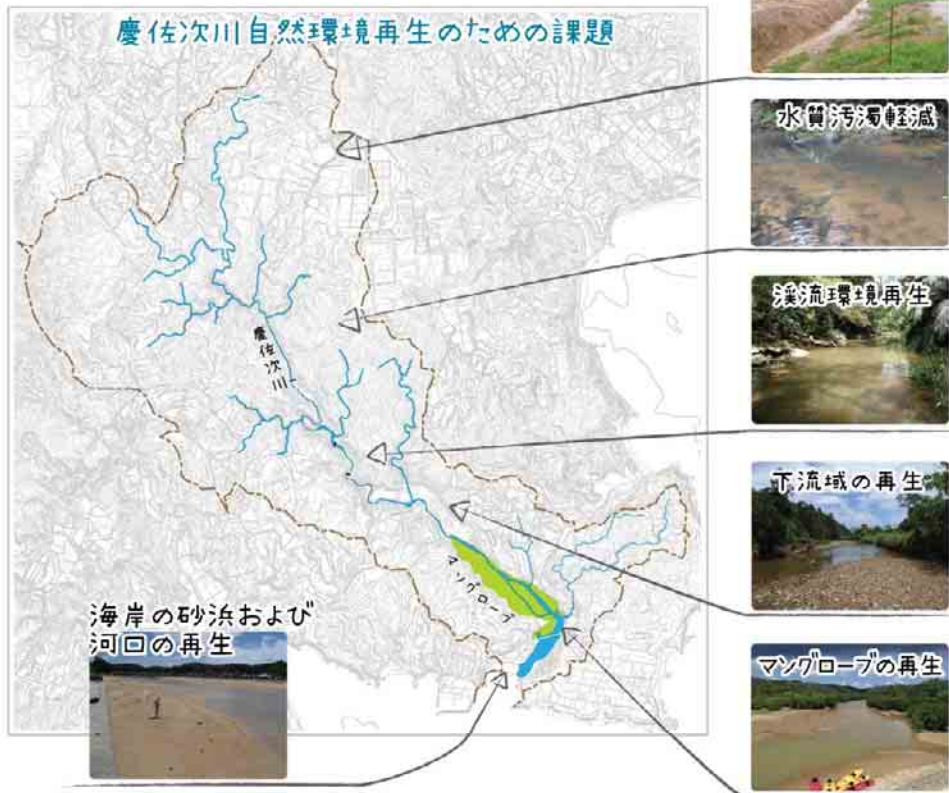 慶佐次川自然環境再生のための課題
水質汚濁軽減
渓流環境再生
慶佐次川
下流域の再生
マングローブ
海岸の砂浜および
河口の再生
マングローブの再生